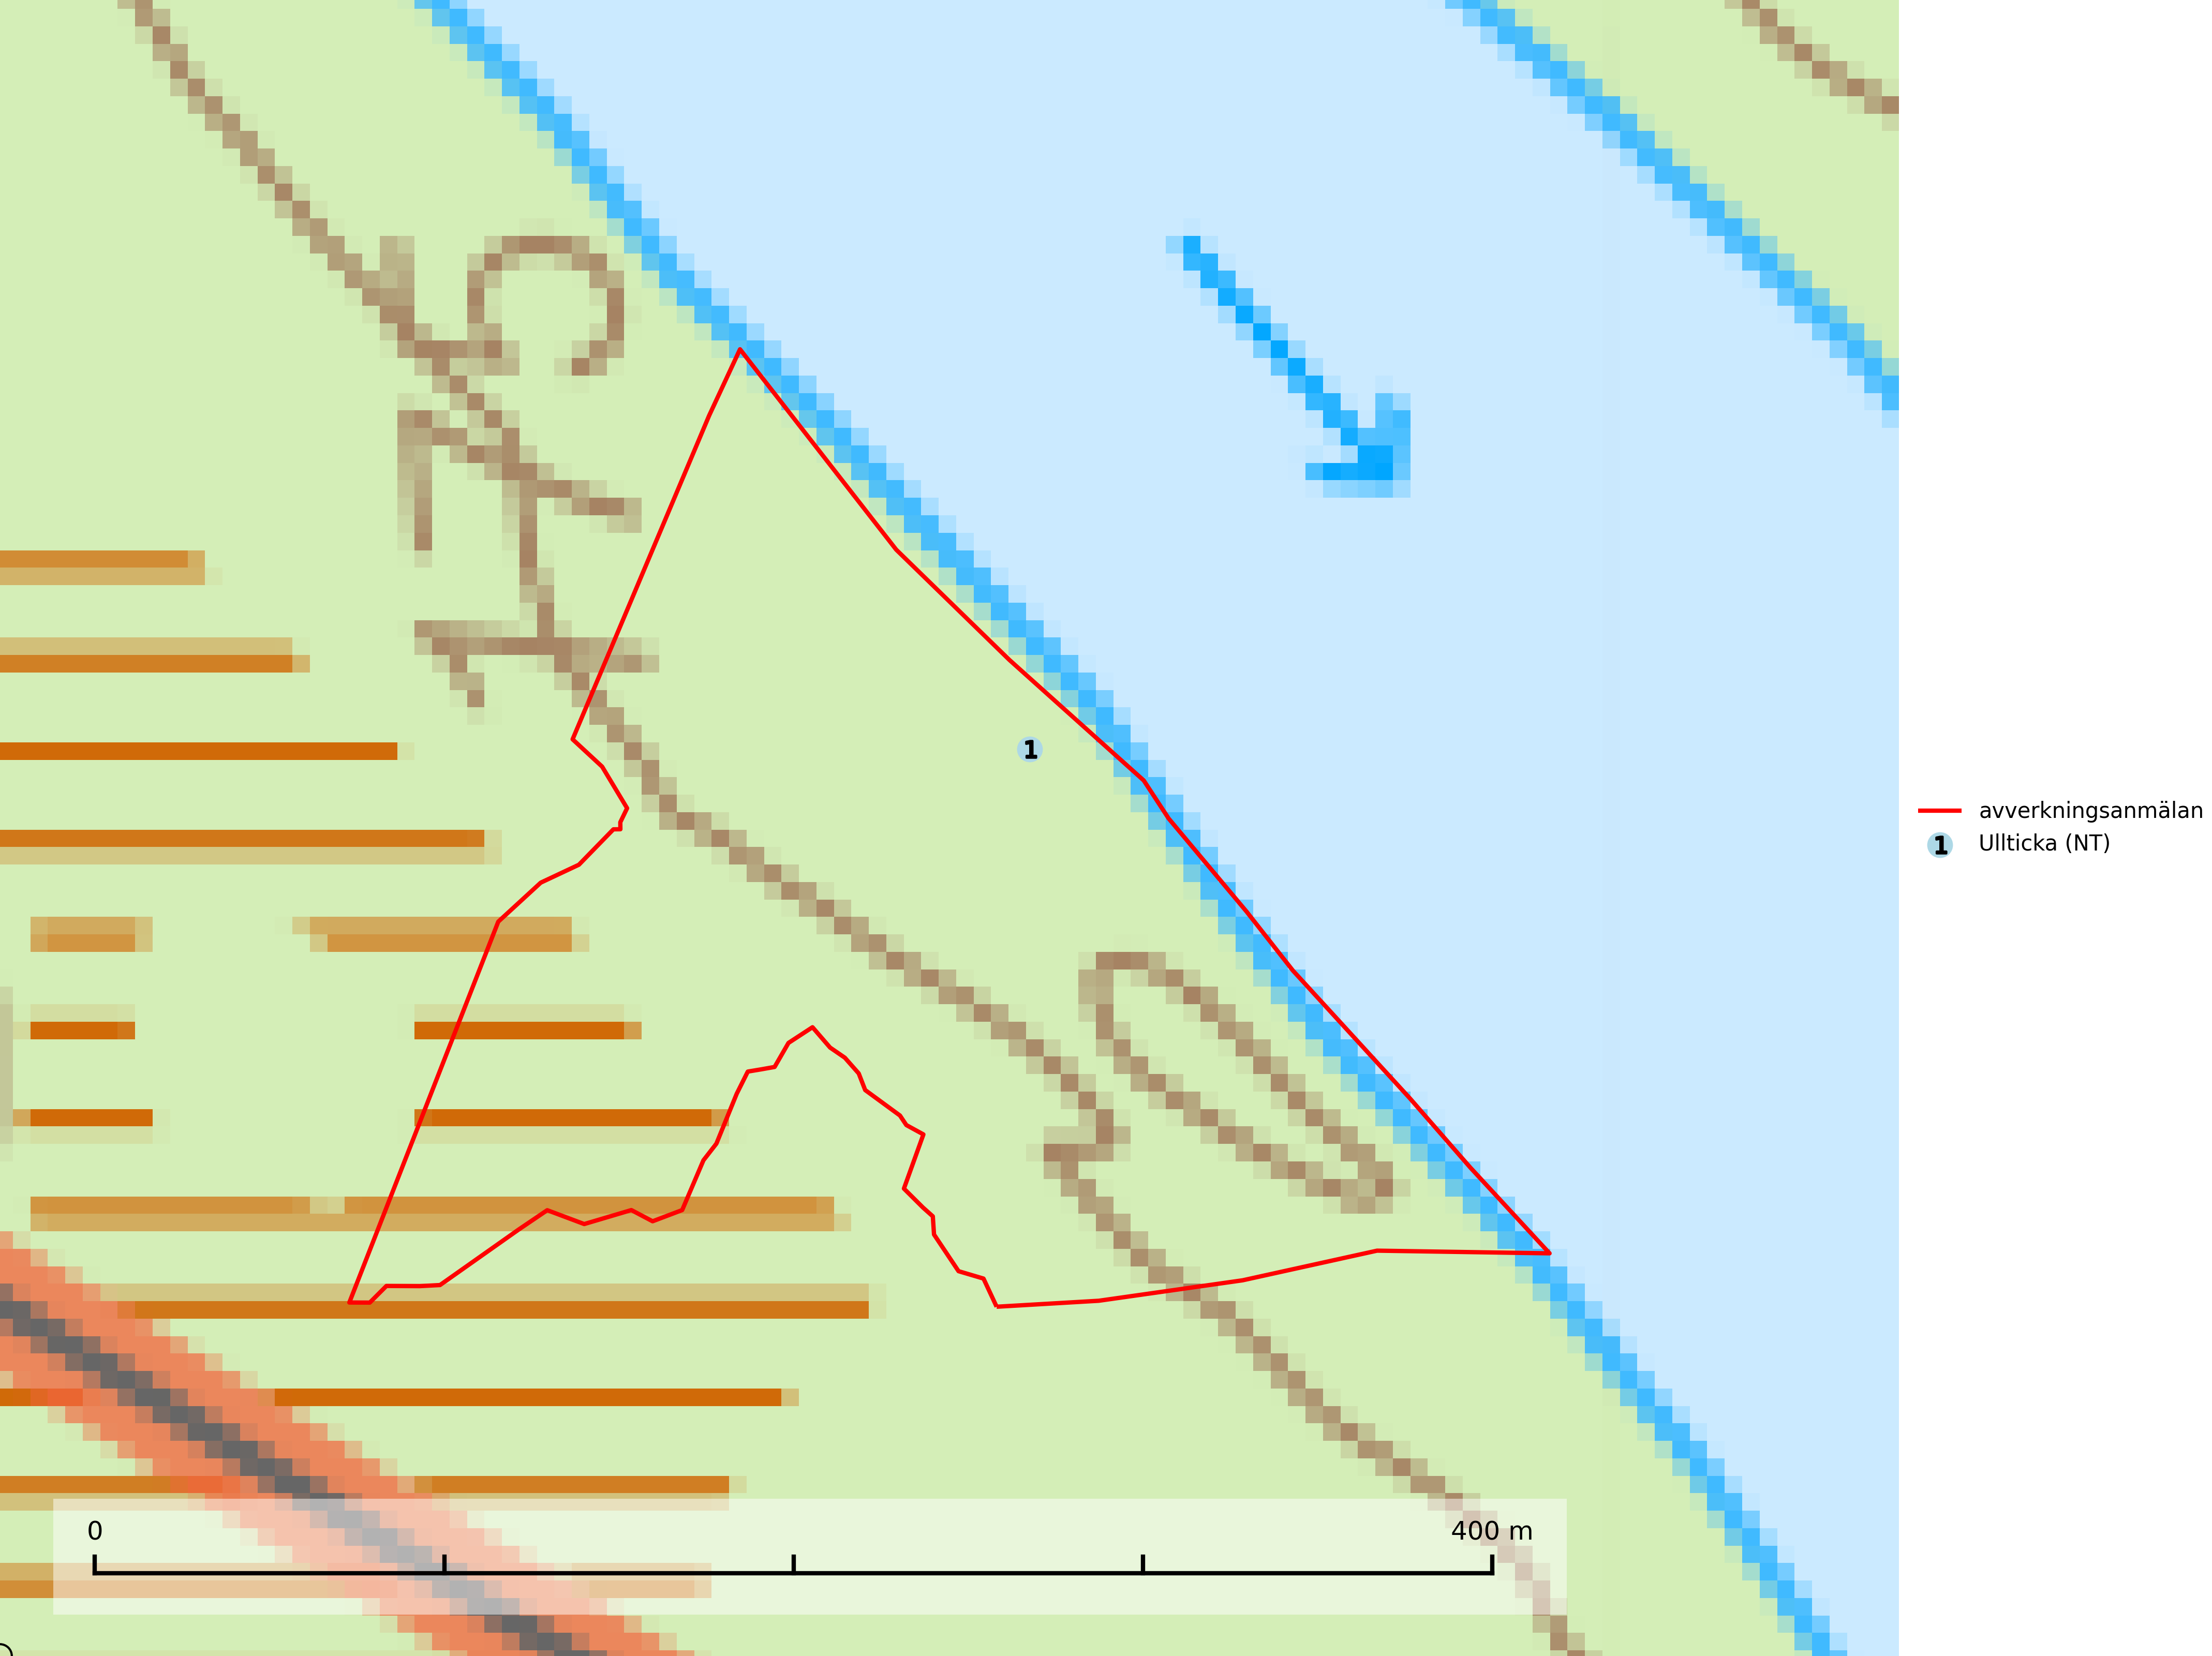 1
avverkningsanmälan
1 Ullticka (NT)
0 400 m